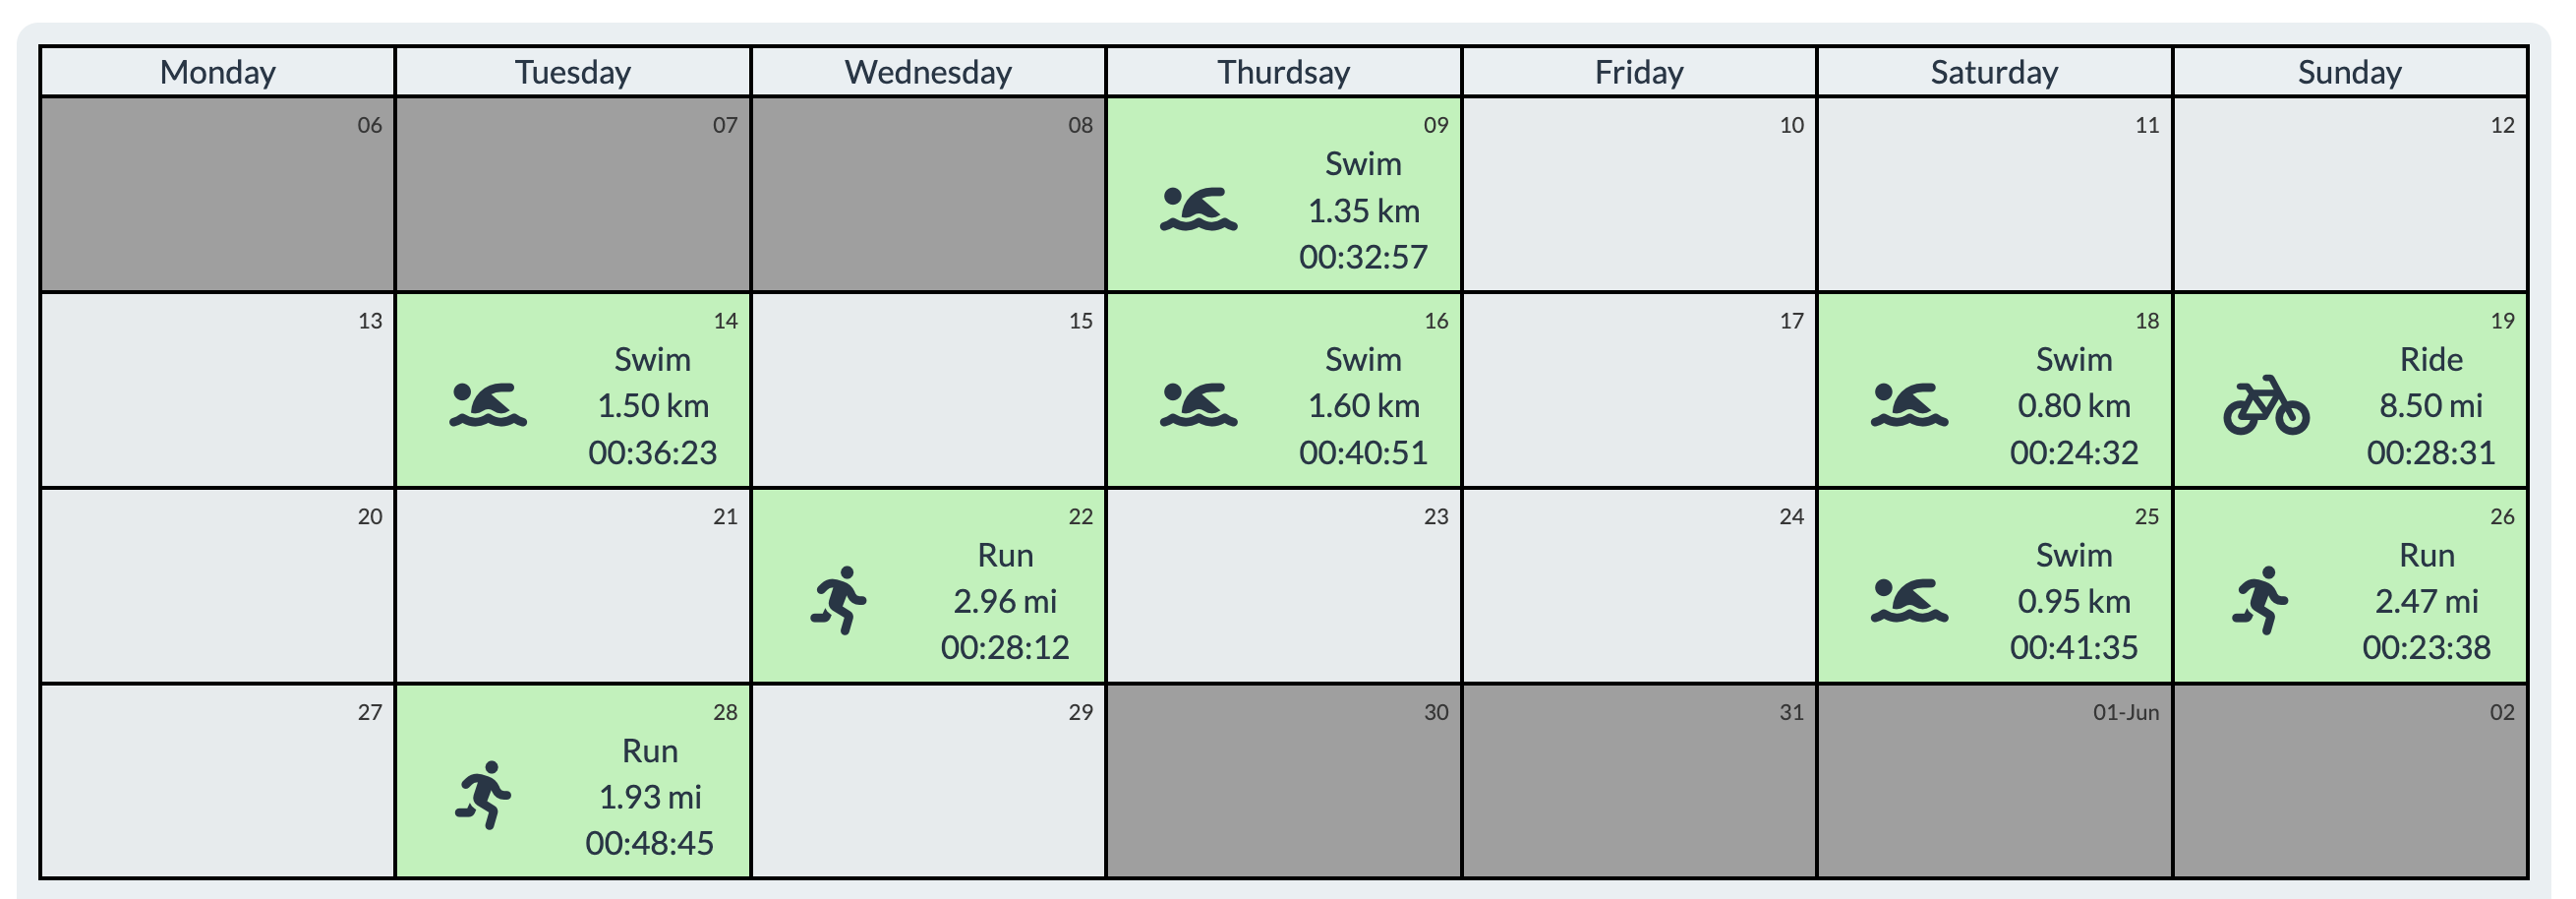 Monday Tuesday Wednesday Thurdsay Friday Saturday Sunday
06 07 08 09 10 11 12
Swim
1.35 km
00:32:57
13 14 15 16 17 18 19
Swim Swim Swim Ride
1.50 km 1.60 km 0.80 km 8.50 mi
00:36:23 00:40:51 00:24:32 00:28:31
20 21 22 23 24 25 26
Run Swim Run
2.96 mi 0.95 km 2.47 mi
00:28:12 00:41:35 00:23:38
27 28 29 30 31 01-Jun 02
Run
1.93 mi
00:48:45